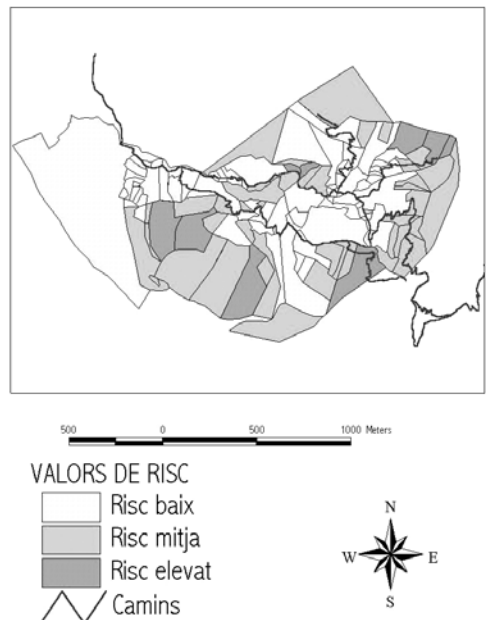 500 0 500 1000 Meters
VALORS DE RISC
Risc baix
Risc mitja
Risc elevat
Camins
N
W E
S